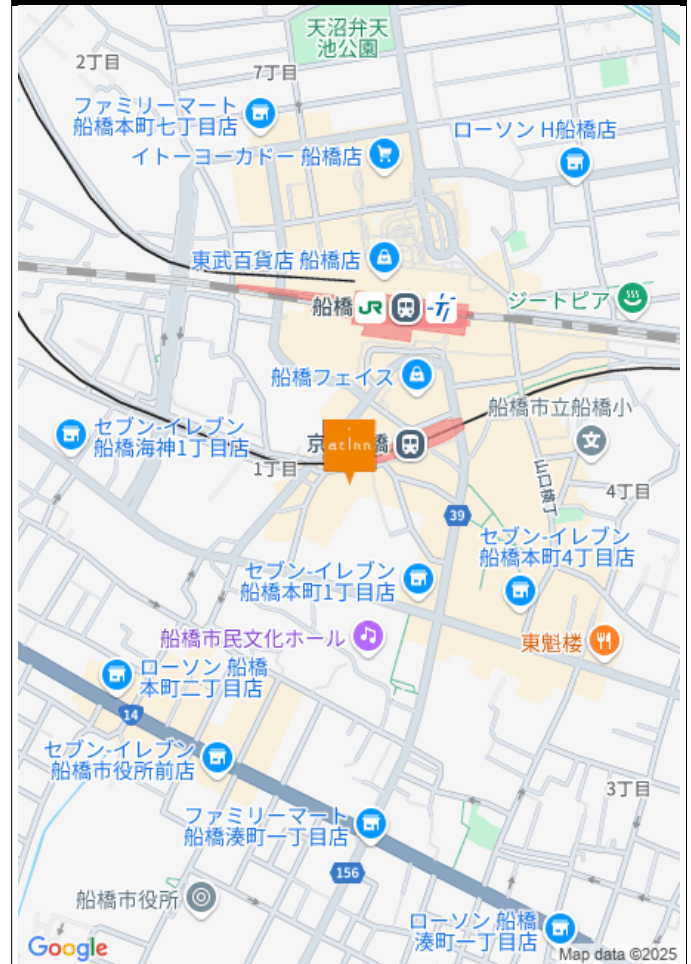 天沼弁天
池公園
2丁目
7丁目
ファミリーマート
船橋本町七丁目店
ローソン H船橋店
イトーヨーカドー 船橋店
東武百貨店 船橋店
船橋
JR
ジートピア
船橋フェイス
船橋市立船橋小
セブン-イレブン
船橋海神1丁目店
京
at inn
橋
1丁目
山口横丁
4丁目
39
セブン-イレブン
船橋本町4丁目店
セブン-イレブン
船橋本町1丁目店
船橋市民文化ホール
東魁楼
ローソン 船橋
本町二丁目店
14
セブン-イレブン
船橋市役所前店
3丁目
ファミリーマート
船橋湊町一丁目店
156
船橋市役所
ローソン 船橋
湊町一丁目店
Google
Map data ©2025